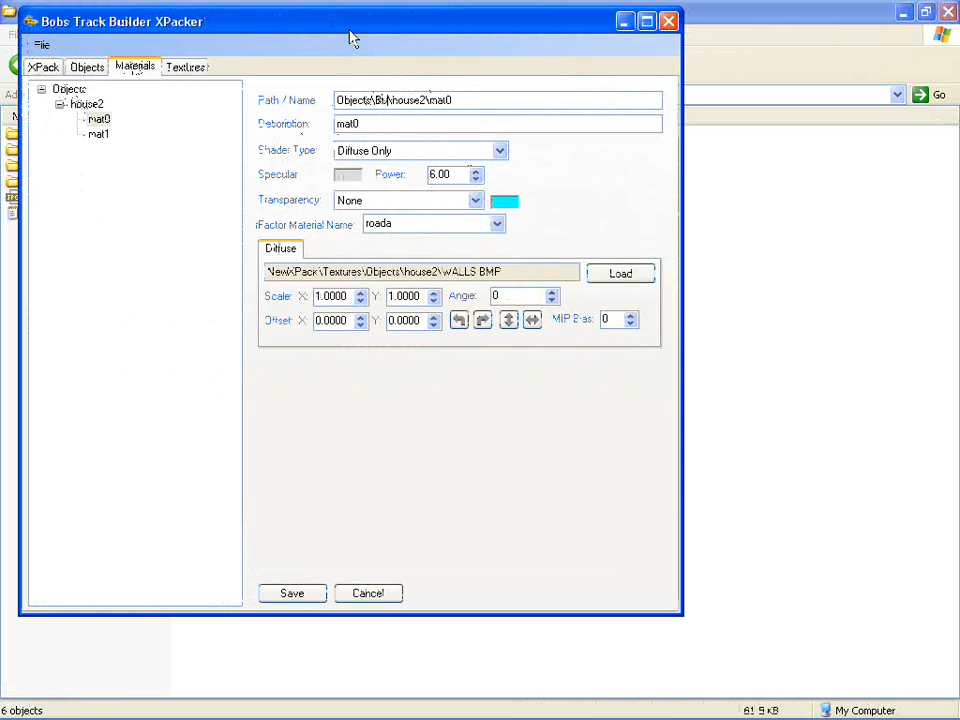 Bobs Track Builder XPacker
File
XPack Objects Materials Textures
Objects
house2
mat0
mat1
Path / Name Objects\Bu\house2\mat0
Description: mat0
Shader Type: Diffuse Only
Specular Power: 6.00
Transparency: None
rFactor Material Name: roada
Diffuse
NewXPack\Textures\Objects\house2\WALLS BMP Load
Scale: X: 1.0000 Y: 1.0000 Angle: 0
Offset: X: 0.0000 Y: 0.0000 MIP Bias: 0
Save Cancel
Go
6 objects 61.5 KB My Computer